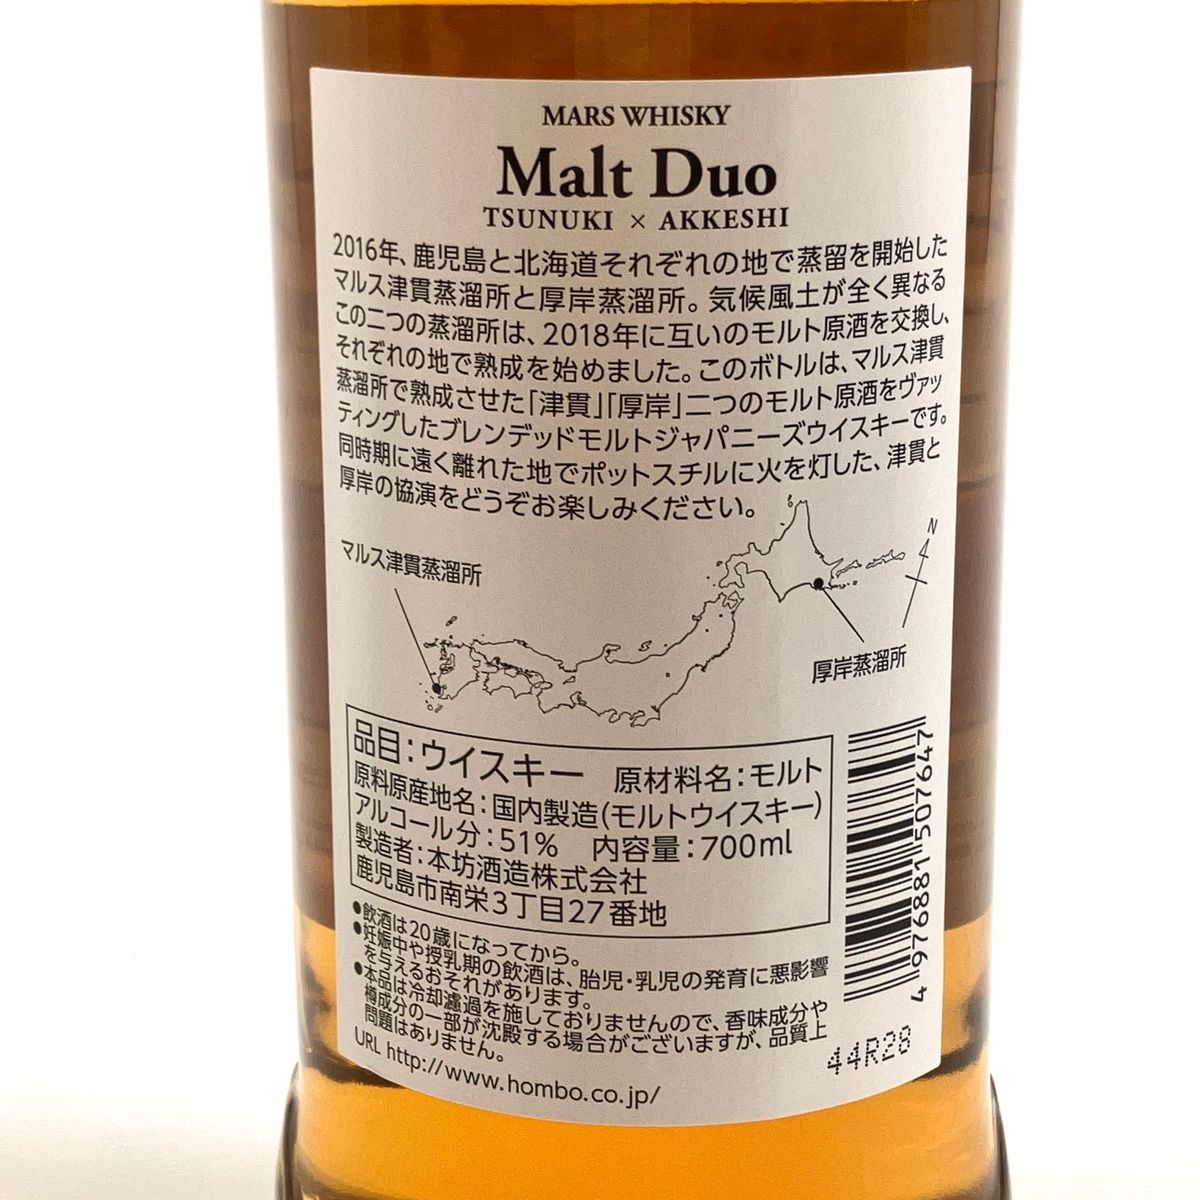 MARS WHISKY
Malt Duo
TSUNUKI × AKKESHI
2016年、鹿児島と北海道それぞれの地で蒸留を開始した
マルス津貫蒸溜所と厚岸蒸溜所。気候風土が全く異なる
この二つの蒸溜所は、2018年に互いのモルト原酒を交換し、
それぞれの地で熟成を始めました。このボトルは、マルス津貫
蒸溜所で熟成させた「津貫」「厚岸」二つのモルト原酒をヴァッ
ティングしたブレンデッドモルトジャパニーズウイスキーです。
同時期に遠く離れた地でポットスチルに火を灯した、津貫と
厚岸の協演をどうぞお楽しみください。
N
マルス津貫蒸溜所
厚岸蒸溜所
品目：ウイスキー 原材料名：モルト
原料原産地名：国内製造(モルトウイスキー)
アルコール分：51% 内容量：700ml
製造者：本坊酒造株式会社
鹿児島市南栄3丁目27番地
4 976881 507647
●飲酒は20歳になってから。
●妊娠中や授乳期の飲酒は、胎児・乳児の発育に悪影響
を与えるおそれがあります。
●本品は冷却濾過を施しておりませんので、香味成分や
樽成分の一部が沈殿する場合がございますが、品質上
問題はありません。
URL http://www.hombo.co.jp/
44R28